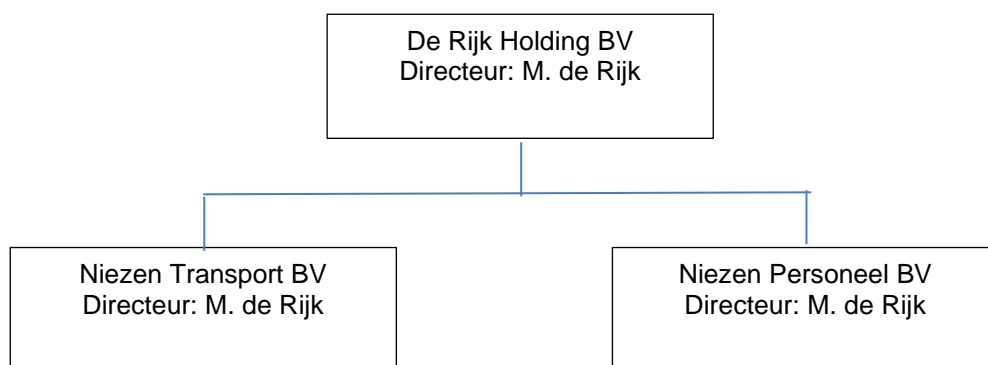 De Rijk Holding BV
Directeur: M. de Rijk
Niezen Transport BV
Directeur: M. de Rijk
Niezen Personeel BV
Directeur: M. de Rijk